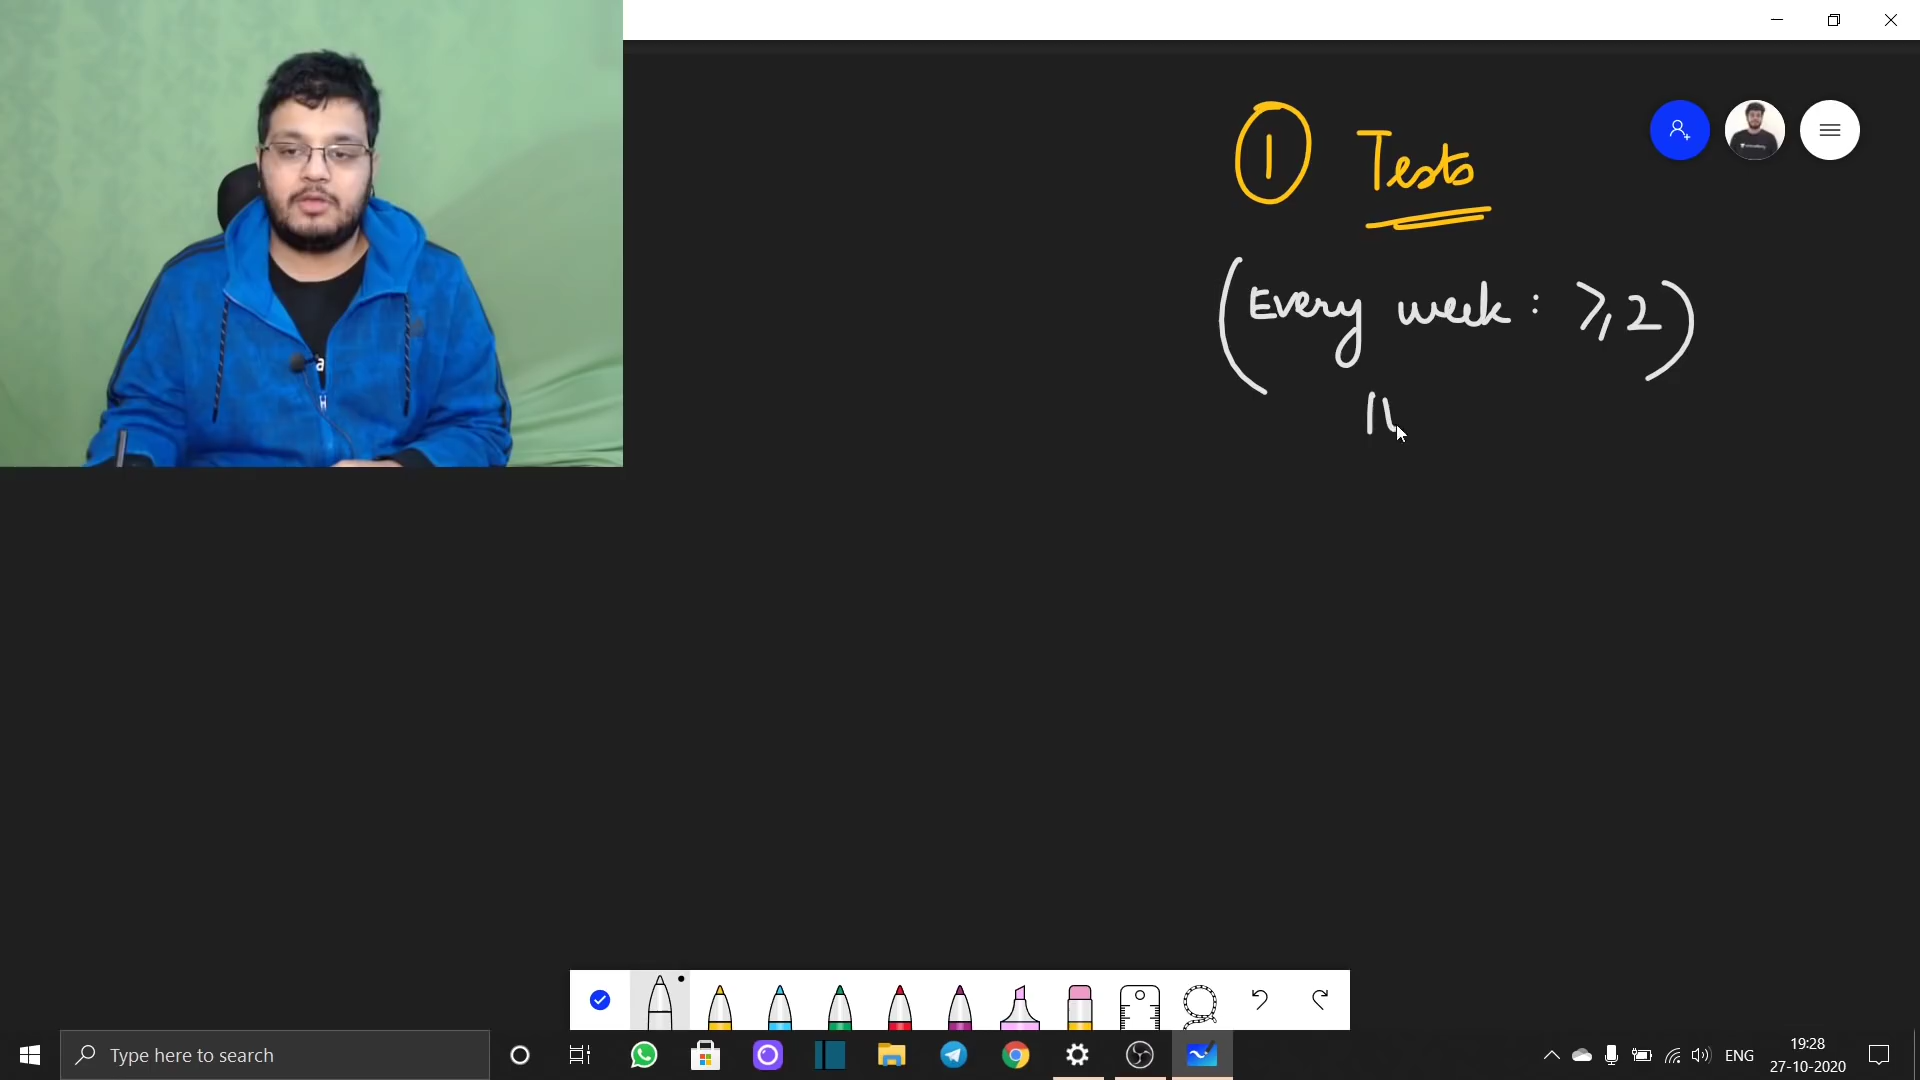 ① Tests
(Every week : ⩾ 2)
Type here to search
ENG
19:28
27-10-2020